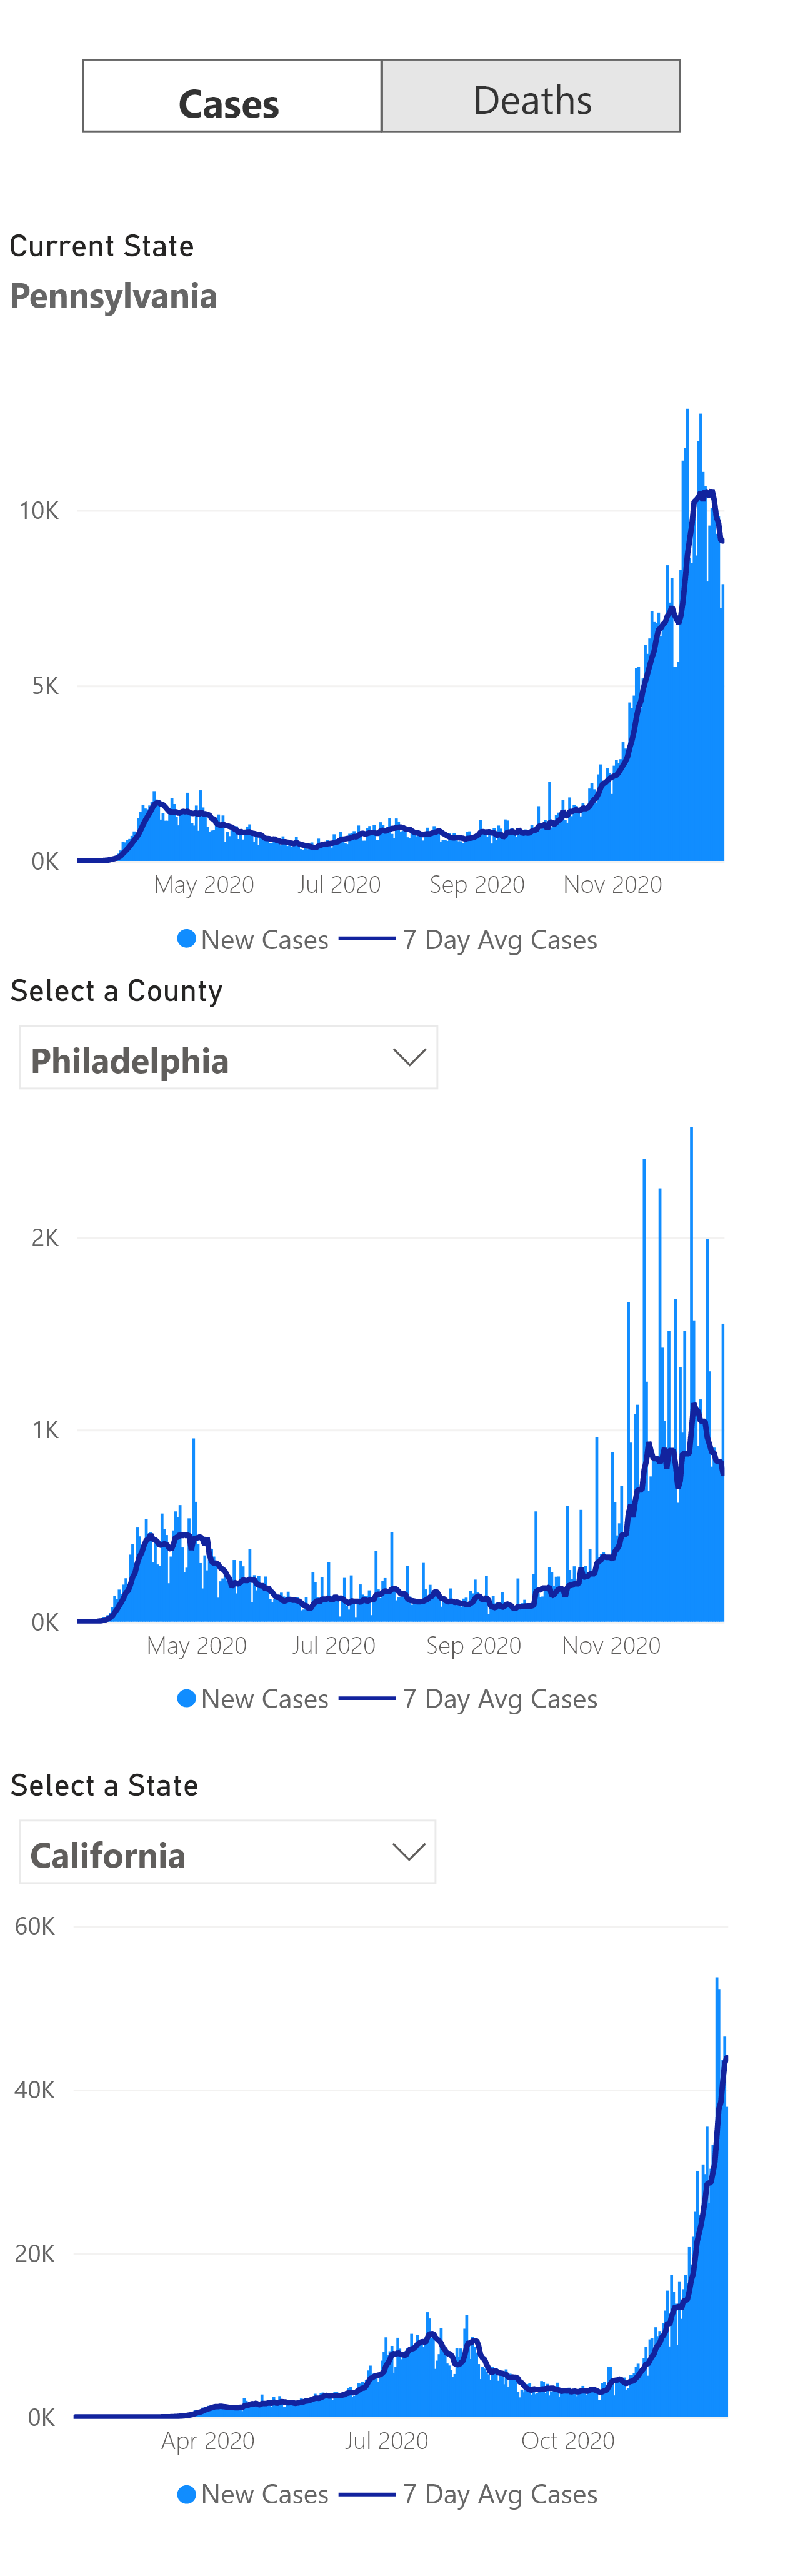 Cases Deaths
Current State
Pennsylvania
10K
5K
0K
May 2020 Jul 2020 Sep 2020 Nov 2020
New Cases 7 Day Avg Cases
Select a County
Philadelphia
2K
1K
0K
May 2020 Jul 2020 Sep 2020 Nov 2020
New Cases 7 Day Avg Cases
Select a State
California
60K
40K
20K
0K
Apr 2020 Jul 2020 Oct 2020
New Cases 7 Day Avg Cases